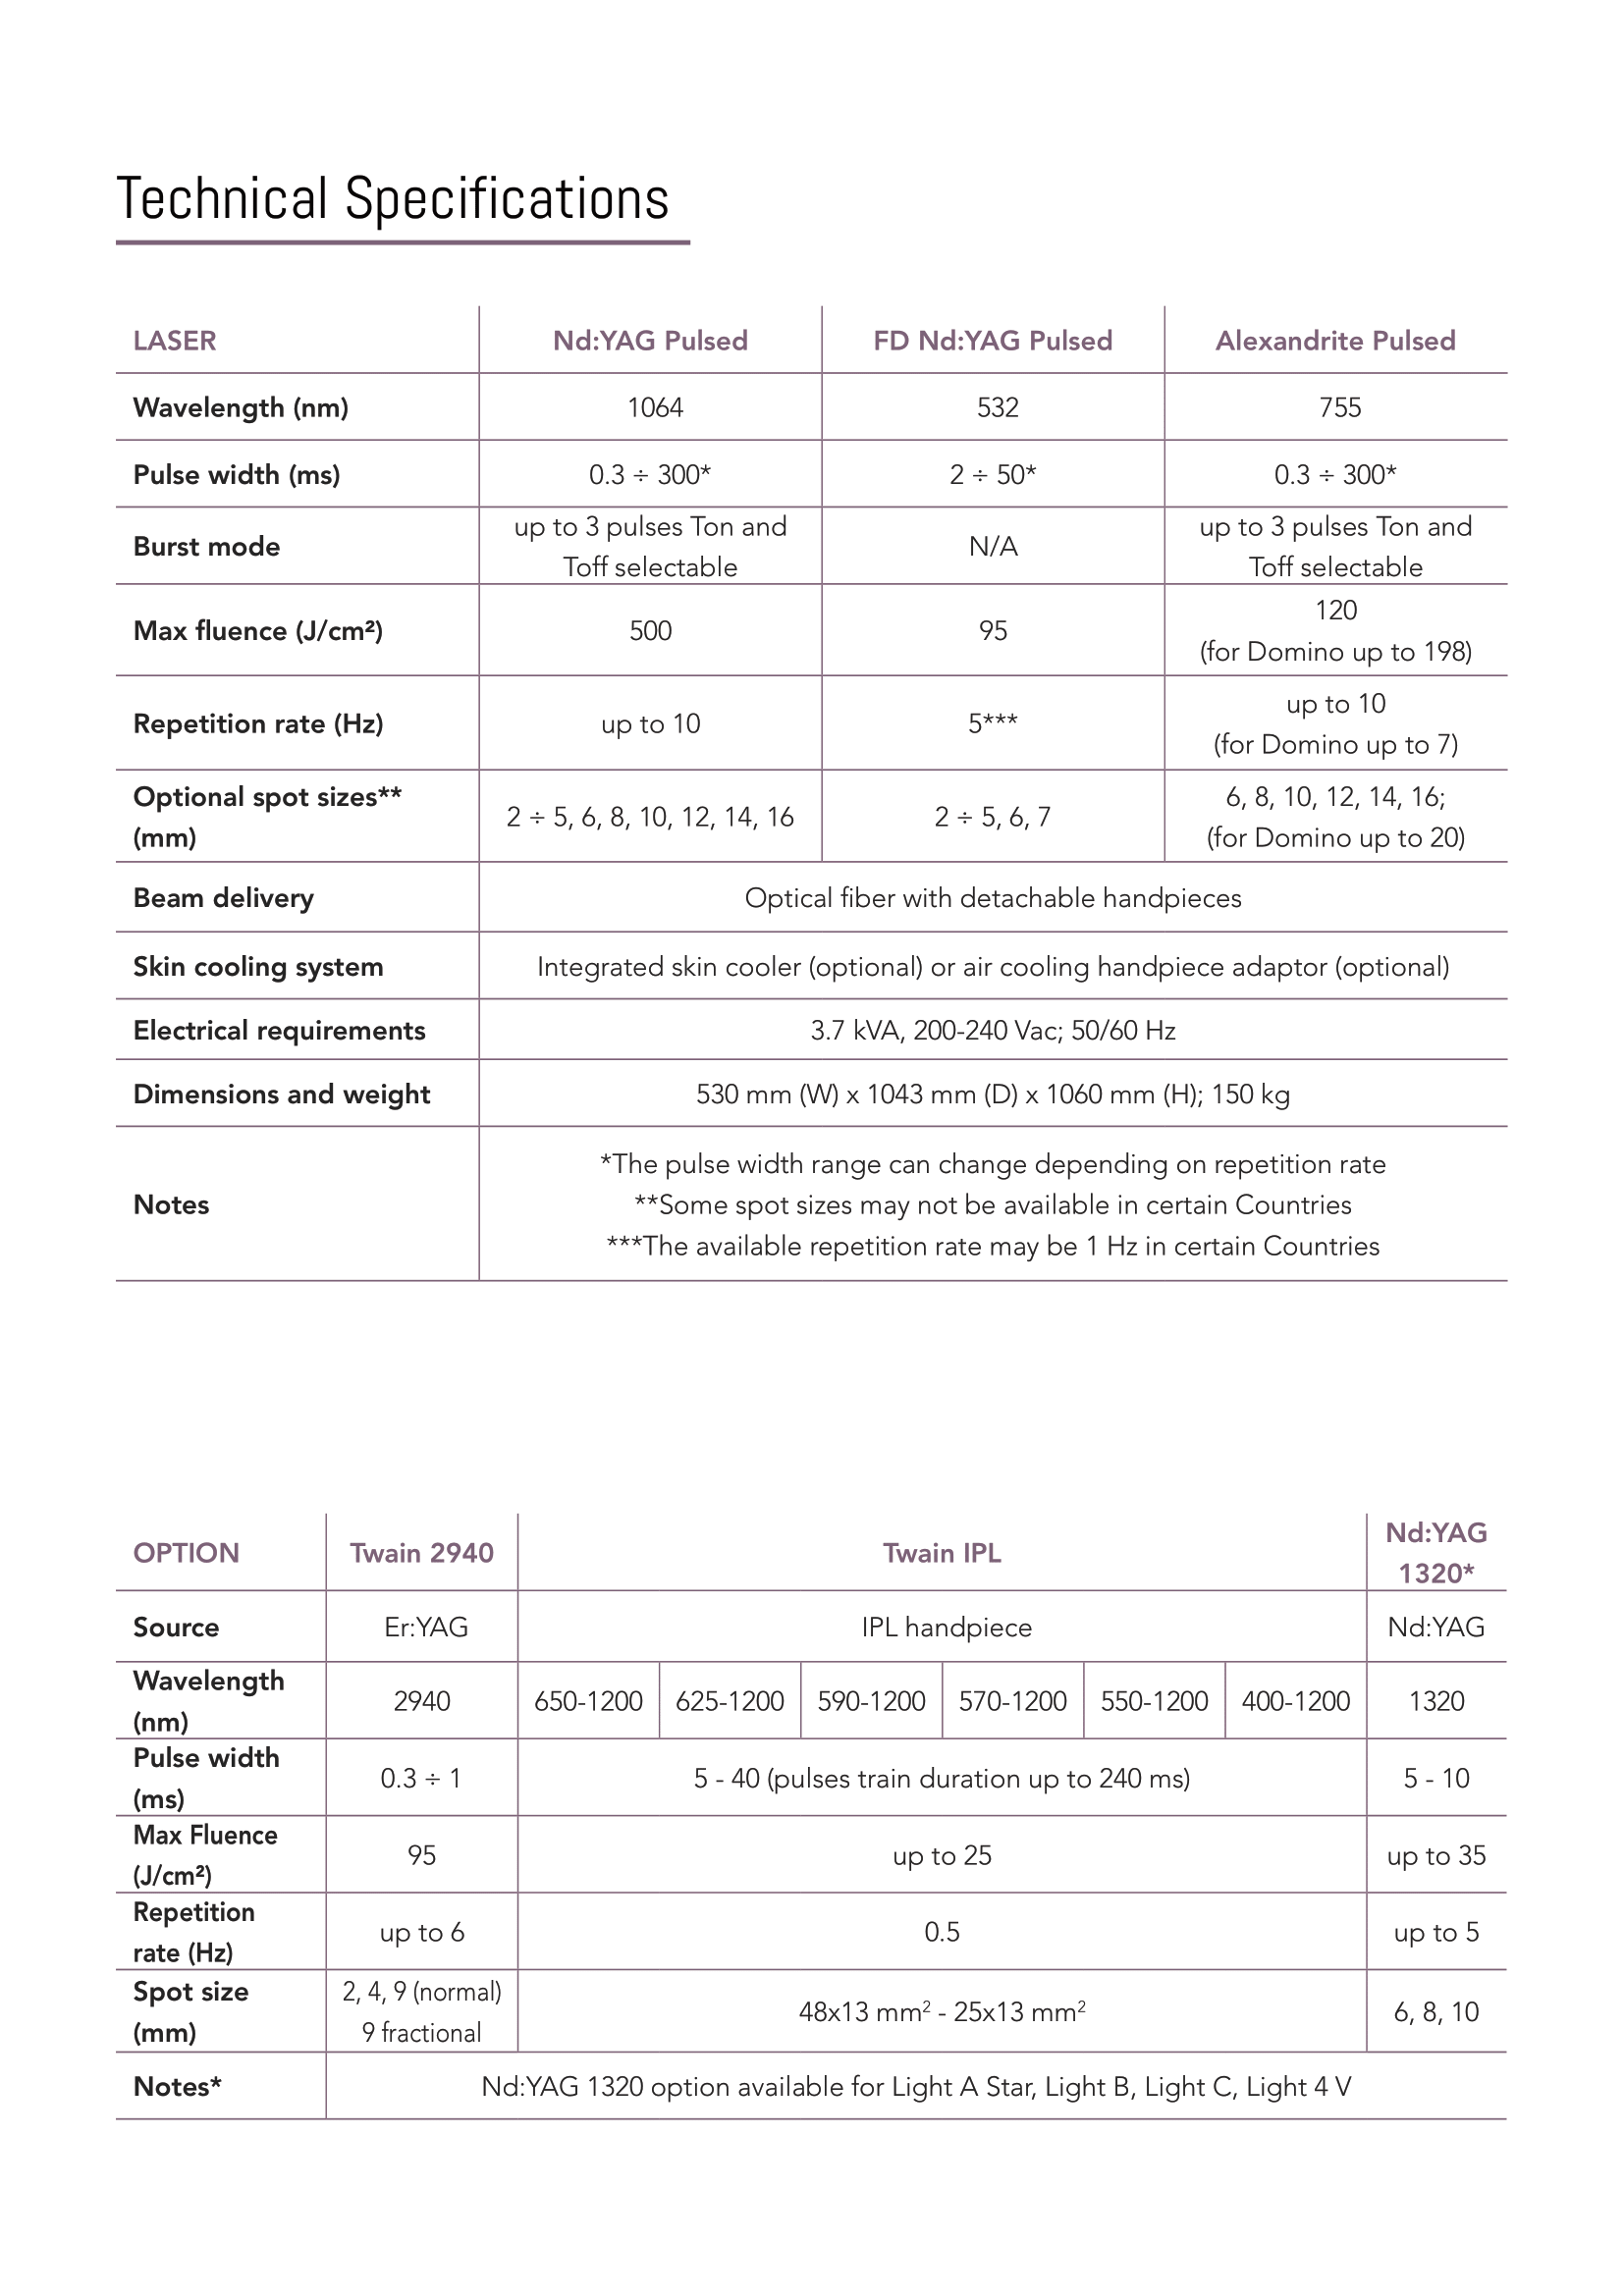 Technical Specifications
LASER
Nd:YAG Pulsed
FD Nd:YAG Pulsed
Alexandrite Pulsed
Wavelength (nm)
1064
532
755
Pulse width (ms)
0.3 ÷ 300*
2 ÷ 50*
0.3 ÷ 300*
Burst mode
up to 3 pulses Ton and
Toff selectable
N/A
up to 3 pulses Ton and
Toff selectable
Max fluence (J/cm²)
500
95
120
(for Domino up to 198)
Repetition rate (Hz)
up to 10
5***
up to 10
(for Domino up to 7)
Optional spot sizes**
(mm)
2 ÷ 5, 6, 8, 10, 12, 14, 16
2 ÷ 5, 6, 7
6, 8, 10, 12, 14, 16;
(for Domino up to 20)
Beam delivery
Optical fiber with detachable handpieces
Skin cooling system
Integrated skin cooler (optional) or air cooling handpiece adaptor (optional)
Electrical requirements
3.7 kVA, 200-240 Vac; 50/60 Hz
Dimensions and weight
530 mm (W) x 1043 mm (D) x 1060 mm (H); 150 kg
Notes
*The pulse width range can change depending on repetition rate
**Some spot sizes may not be available in certain Countries
***The available repetition rate may be 1 Hz in certain Countries
OPTION
Twain 2940
Twain IPL
Nd:YAG
1320*
Source
Er:YAG
IPL handpiece
Nd:YAG
Wavelength
(nm)
2940
650-1200
625-1200
590-1200
570-1200
550-1200
400-1200
1320
Pulse width
(ms)
0.3 ÷ 1
5 - 40 (pulses train duration up to 240 ms)
5 - 10
Max Fluence
(J/cm²)
95
up to 25
up to 35
Repetition
rate (Hz)
up to 6
0.5
up to 5
Spot size
(mm)
2, 4, 9 (normal)
9 fractional
48x13 mm² - 25x13 mm²
6, 8, 10
Notes*
Nd:YAG 1320 option available for Light A Star, Light B, Light C, Light 4 V